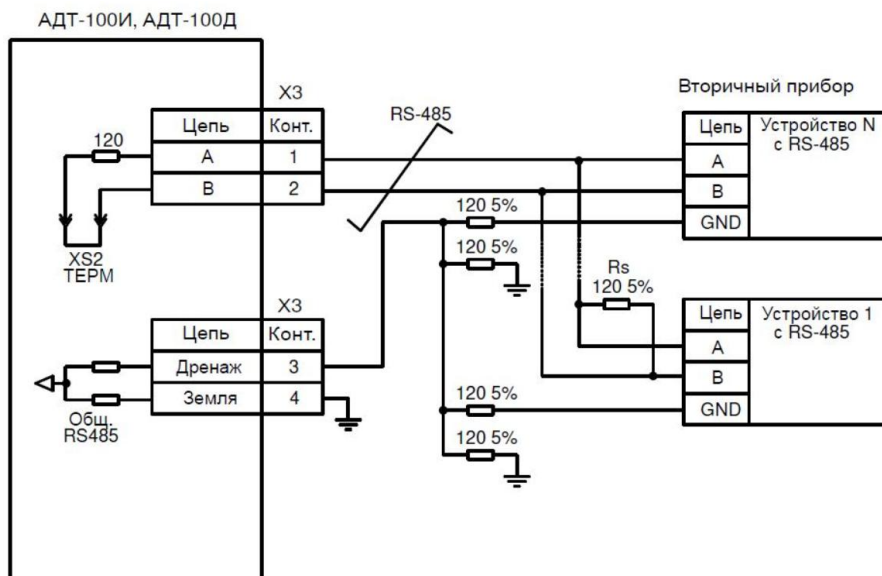 АДТ-100И, АДТ-100Д
X3
Цепь Конт.
120
A 1
B 2
XS2
ТЕРМ
RS-485
Вторичный прибор
Цепь Устройство N
с RS-485
A
B
GND
120 5%
120 5%
Rs
120 5%
X3
Цепь Конт.
Дренаж 3
Земля 4
Общ.
RS485
Цепь Устройство 1
с RS-485
A
B
GND
120 5%
120 5%